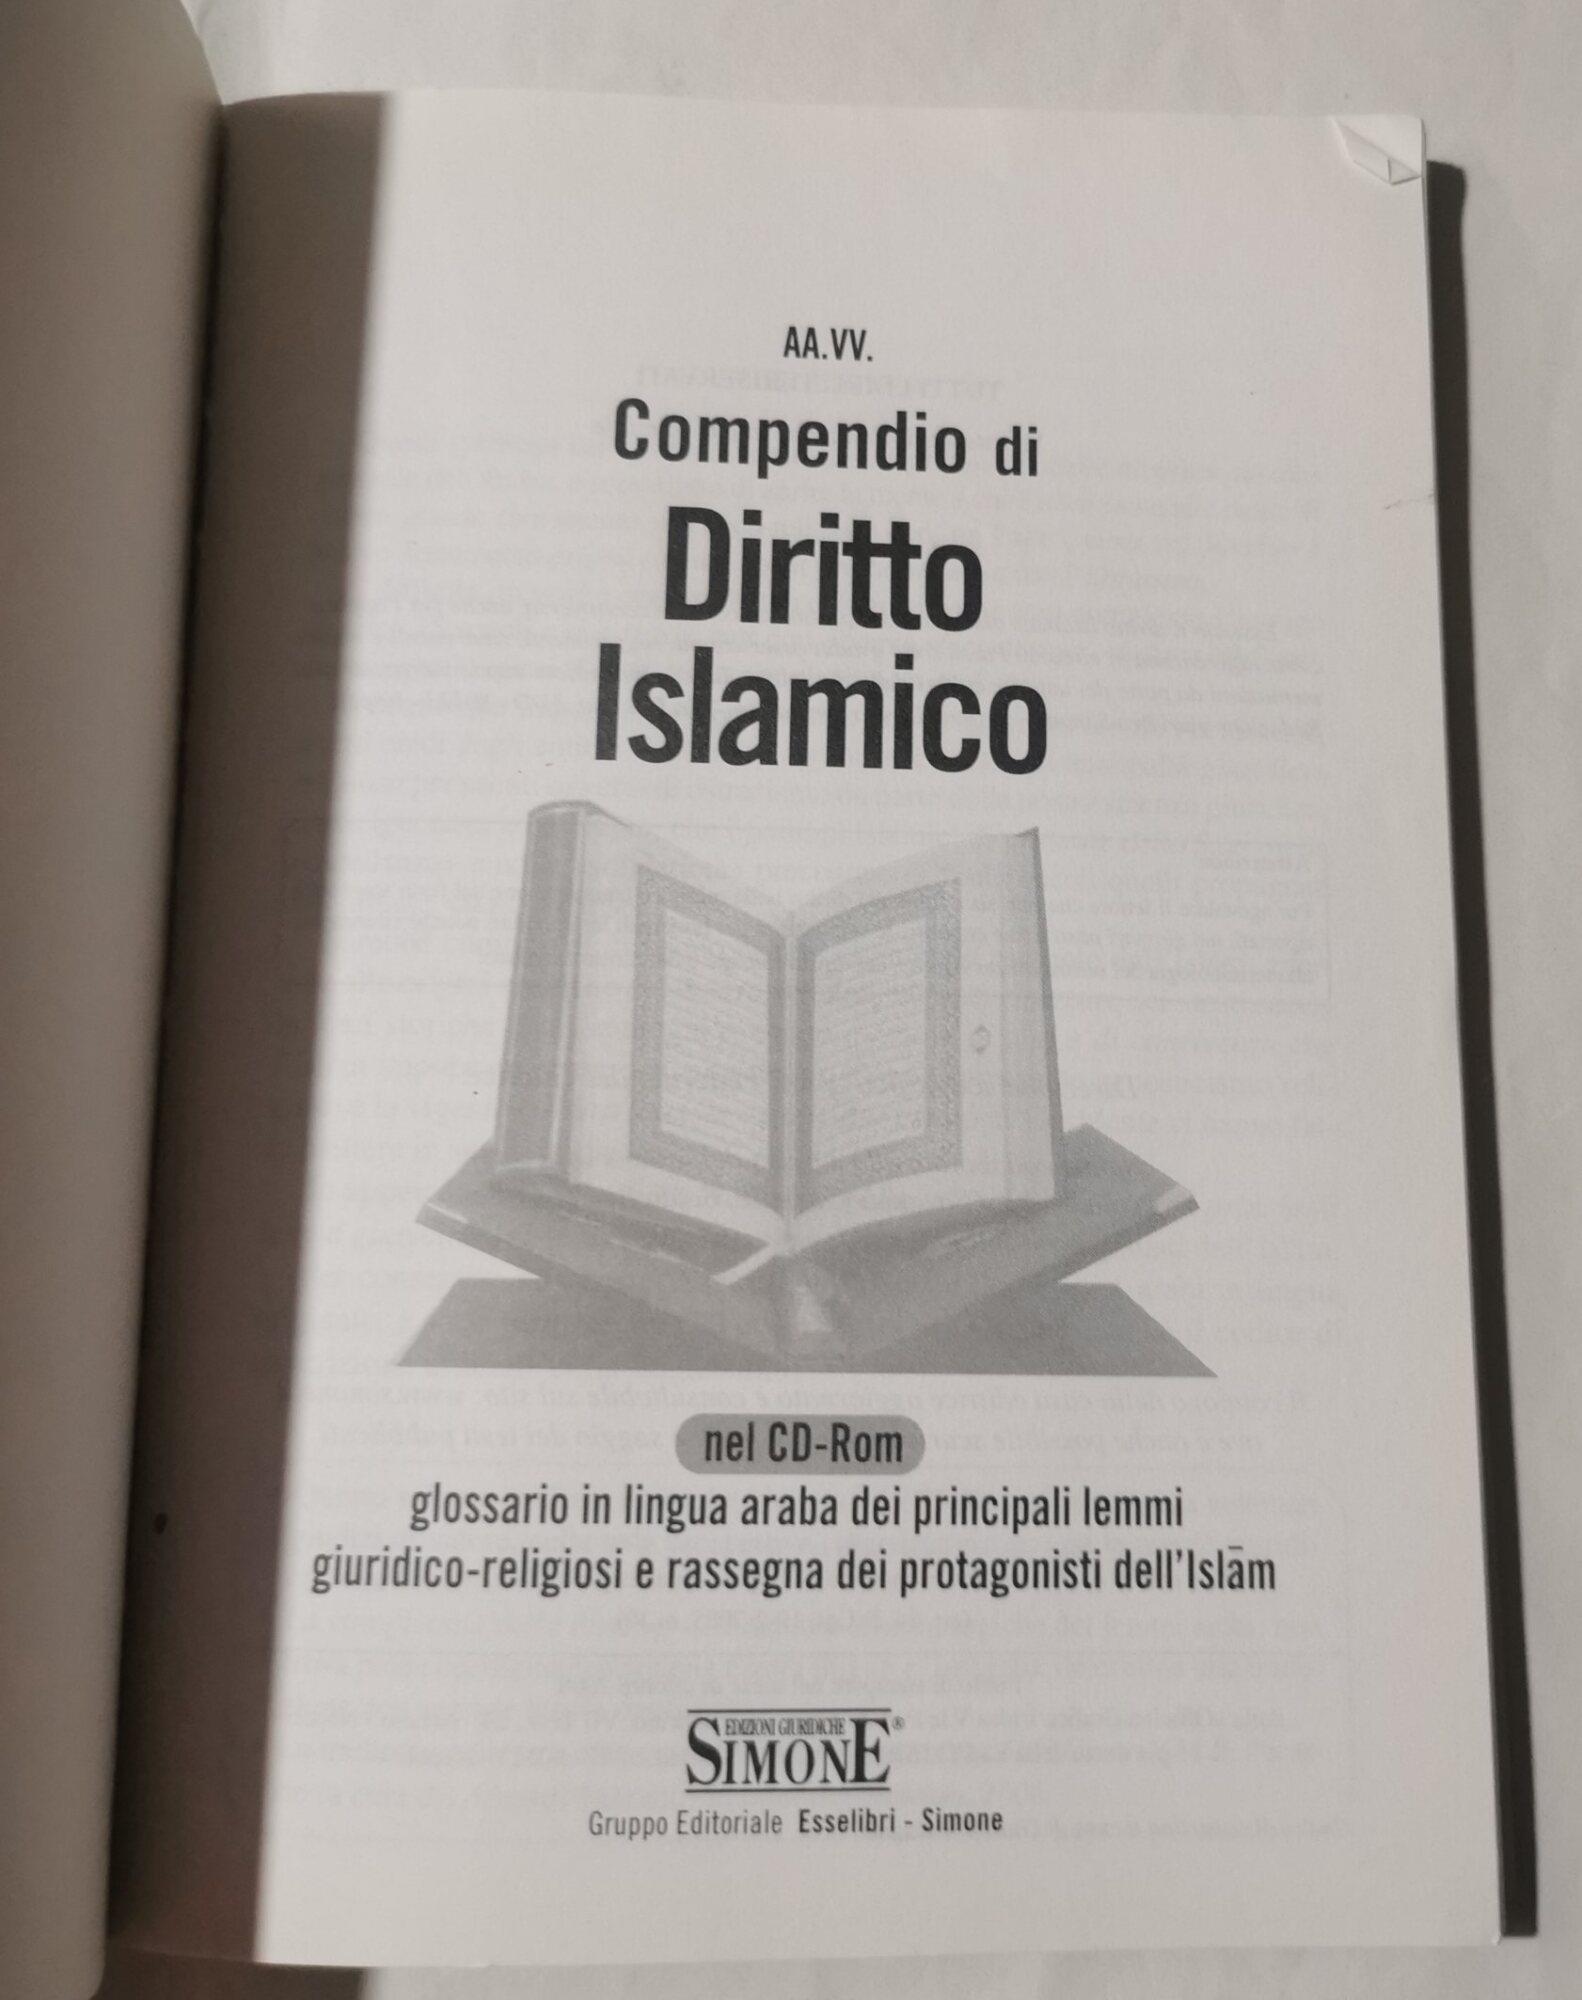 AA.VV.
Compendio di
Diritto
Islamico
nel CD-Rom
glossario in lingua araba dei principali lemmi
giuridico-religiosi e rassegna dei protagonisti dell'Islām
EDIZIONI GIURIDICHE
SIMONE®
Gruppo Editoriale Esselibri - Simone